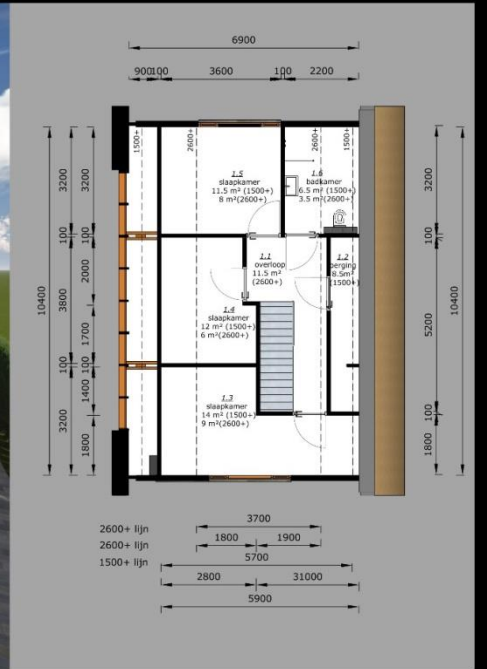 6900
900 100 3600 100 2200
1500+
2600+
2600+
1500+
1.5
slaapkamer
11.5 m² (1500+)
8 m²(2600+)
1.6
badkamer
6.5 m² (1500+)
3.5 m²(2600+)
1.1
overloop
11.5 m²
(2600+)
1.2
berging
8.5m²
(1500+)
1.4
slaapkamer
12 m² (1500+)
6 m²(2600+)
1.3
slaapkamer
14 m² (1500+)
9 m²(2600+)
10400
3200
100
3800
100
3200
3200
100
2000
1700
100
1400
1800
3200
100
5200
100
1800
10400
2600+ lijn
2600+ lijn
1500+ lijn
3700
1800 1900
5700
2800 31000
5900